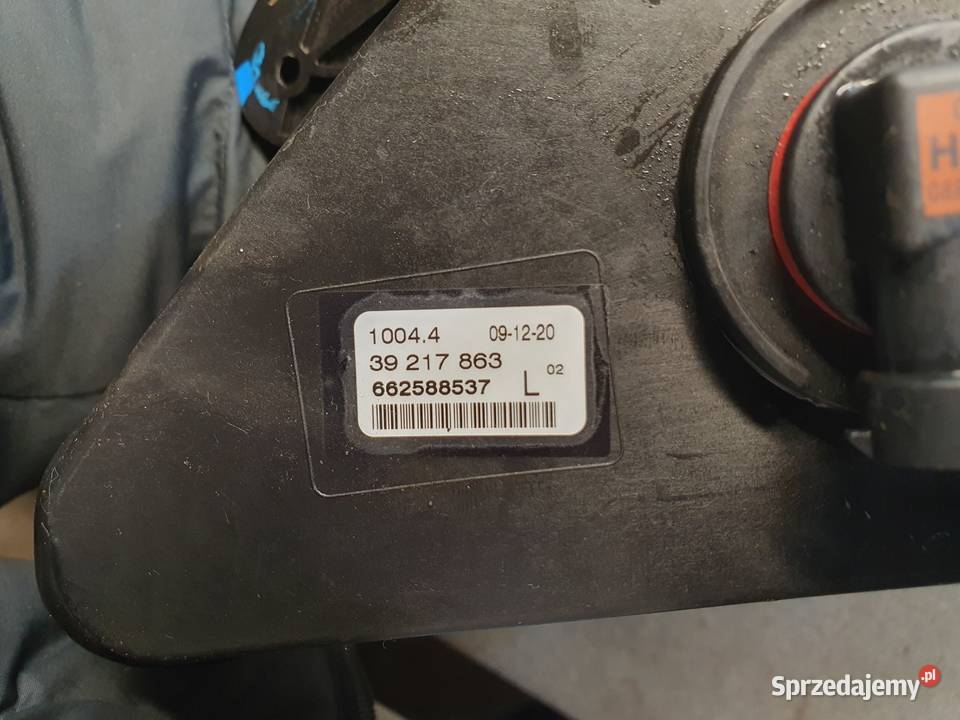 1004.4 09-12-20
39 217 863
662588537 L 02
H
Sprzedajemy.pl